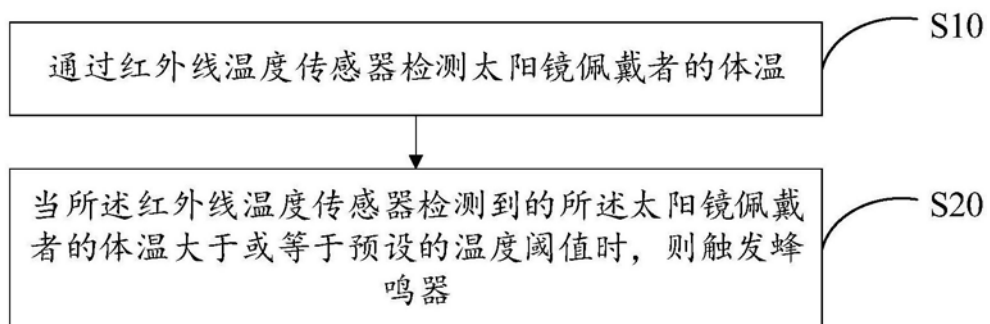 通过红外线温度传感器检测太阳镜佩戴者的体温
S10
当所述红外线温度传感器检测到的所述太阳镜佩戴
者的体温大于或等于预设的温度阈值时，则触发蜂
鸣器
S20